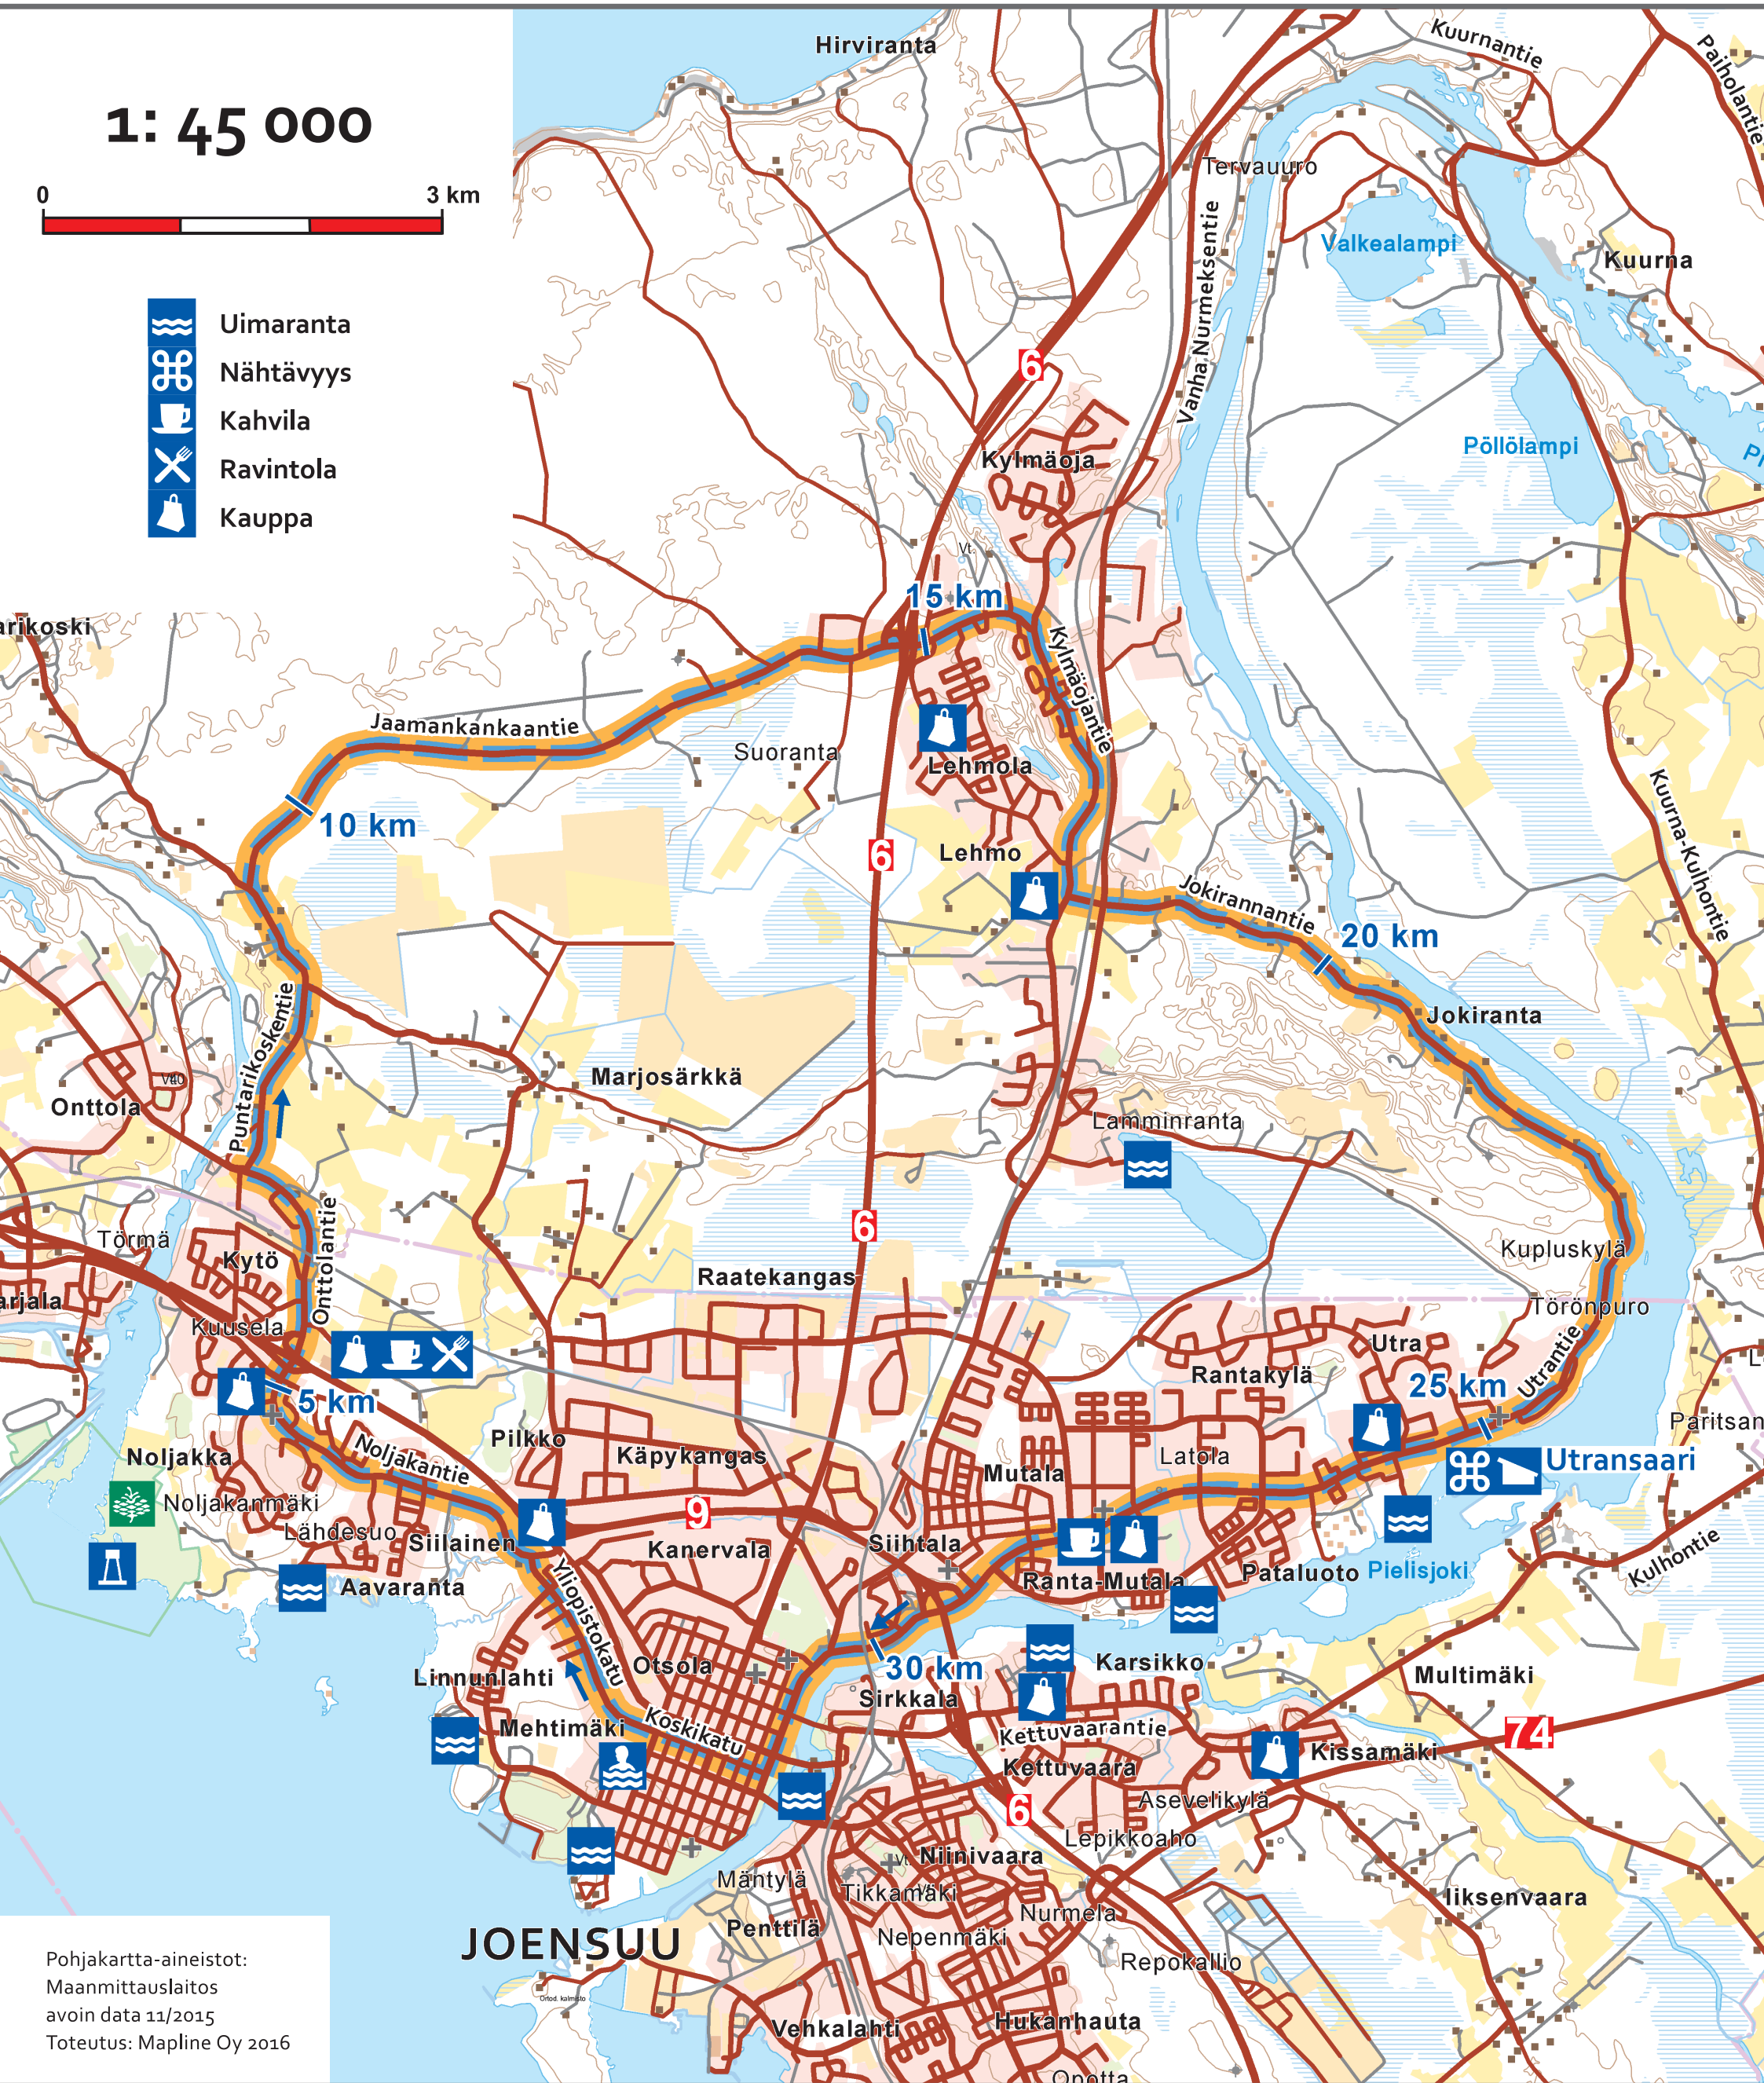 1: 45 000
0
3 km
Uimaranta
Nähtävyys
Kahvila
Ravintola
Kauppa
Hirviranta
Kuurnantie
Paiholantie
Tervauuro
Valkealampi
Kuurna
Vanha Nurmeksentie
6
Pöllölampi
Kylmäoja
Vt.
15 km
arikoski
Kylmäojantie
Jaamankankaantie
Suoranta
Lehmola
Kuurna-Kulhontie
10 km
6
Lehmo
Jokirannantie
20 km
Jokiranta
Puntarikoskentie
Marjosärkkä
Onttola
Lamminranta
Törmä
Kytö
Onttolantie
6
Kupluskylä
Raatekangas
arjala
Kuusela
Törönpuro
Utra
Utrantie
Rantakylä
25 km
5 km
Paritsan
Pilkko
Noljakka
Noljakantie
Käpykangas
Latola
Mutala
Utransaari
Noljakanmäki
9
Lähdesuo
Siilainen
Kanervala
Siihtala
Kulhontie
Aavaranta
Ranta-Mutala
Pataluoto
Pielisjoki
Yliopistokatu
Otsola
30 km
Karsikko
Linnunlahti
Multimäki
Sirkkala
Mehtimäki
Koskikatu
Kettuvaarantie
74
Kissamäki
Kettuvaara
6
Asevelikylä
Lepikkoaho
Niinivaara
Mäntylä
Tikkamäki
Iiksenvaara
Nurmela
Penttilä
Nepenmäki
JOENSUU
Repokallio
Ortod. kalmisto
Hukanhauta
Vehkalahti
Opotta
Pohjakartta-aineistot:
Maanmittauslaitos
avoin data 11/2015
Toteutus: Mapline Oy 2016